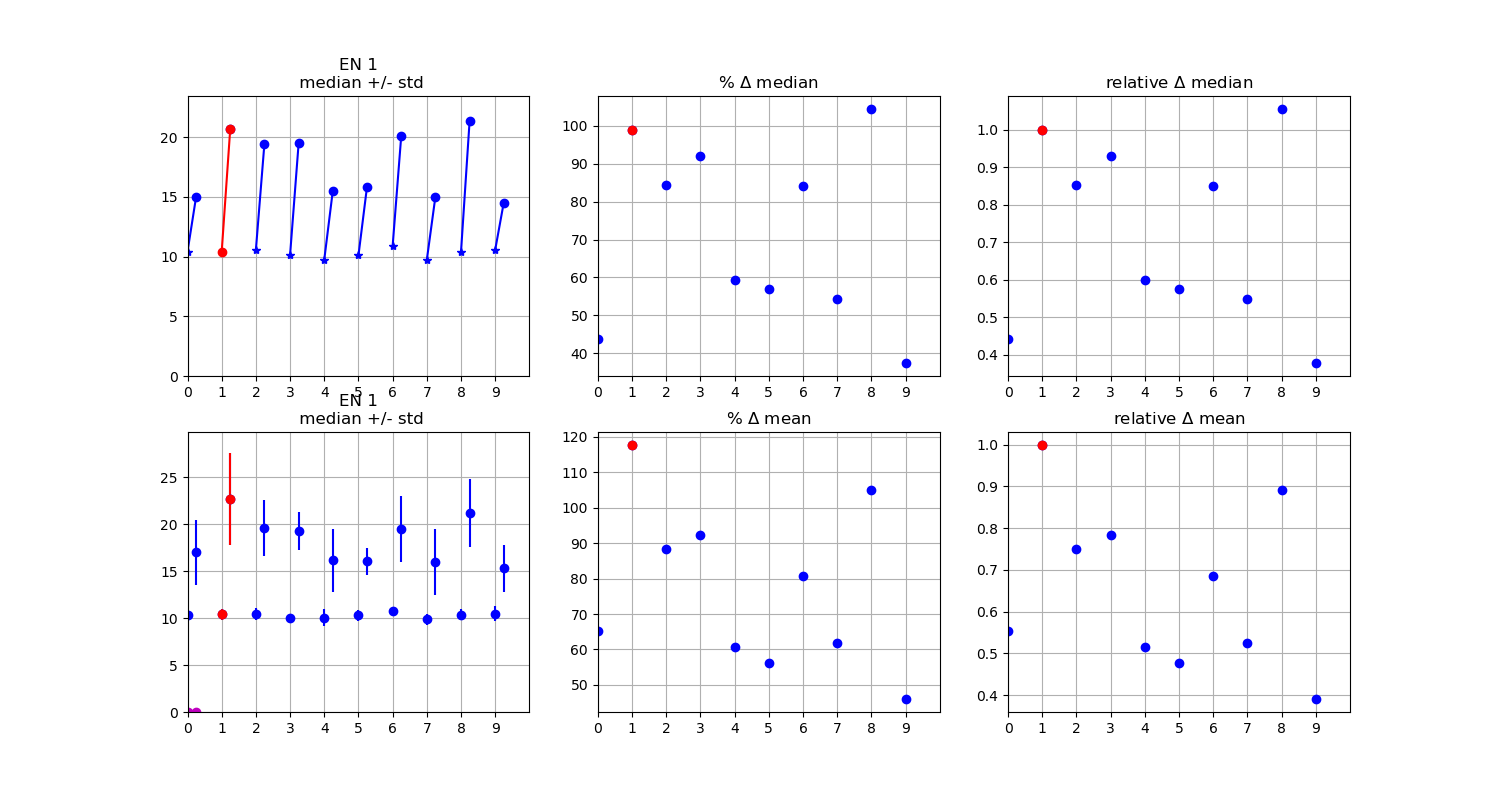 EN 1
median +/- std
20
15
10
5
0
0 1 2 3 4 5 6 7 8 9
% Δ median
100
90
80
70
60
50
40
0 1 2 3 4 5 6 7 8 9
relative Δ median
1.0
0.9
0.8
0.7
0.6
0.5
0.4
0 1 2 3 4 5 6 7 8 9
EN 1
median +/- std
25
20
15
10
5
0
0 1 2 3 4 5 6 7 8 9
% Δ mean
120
110
100
90
80
70
60
50
0 1 2 3 4 5 6 7 8 9
relative Δ mean
1.0
0.9
0.8
0.7
0.6
0.5
0.4
0 1 2 3 4 5 6 7 8 9